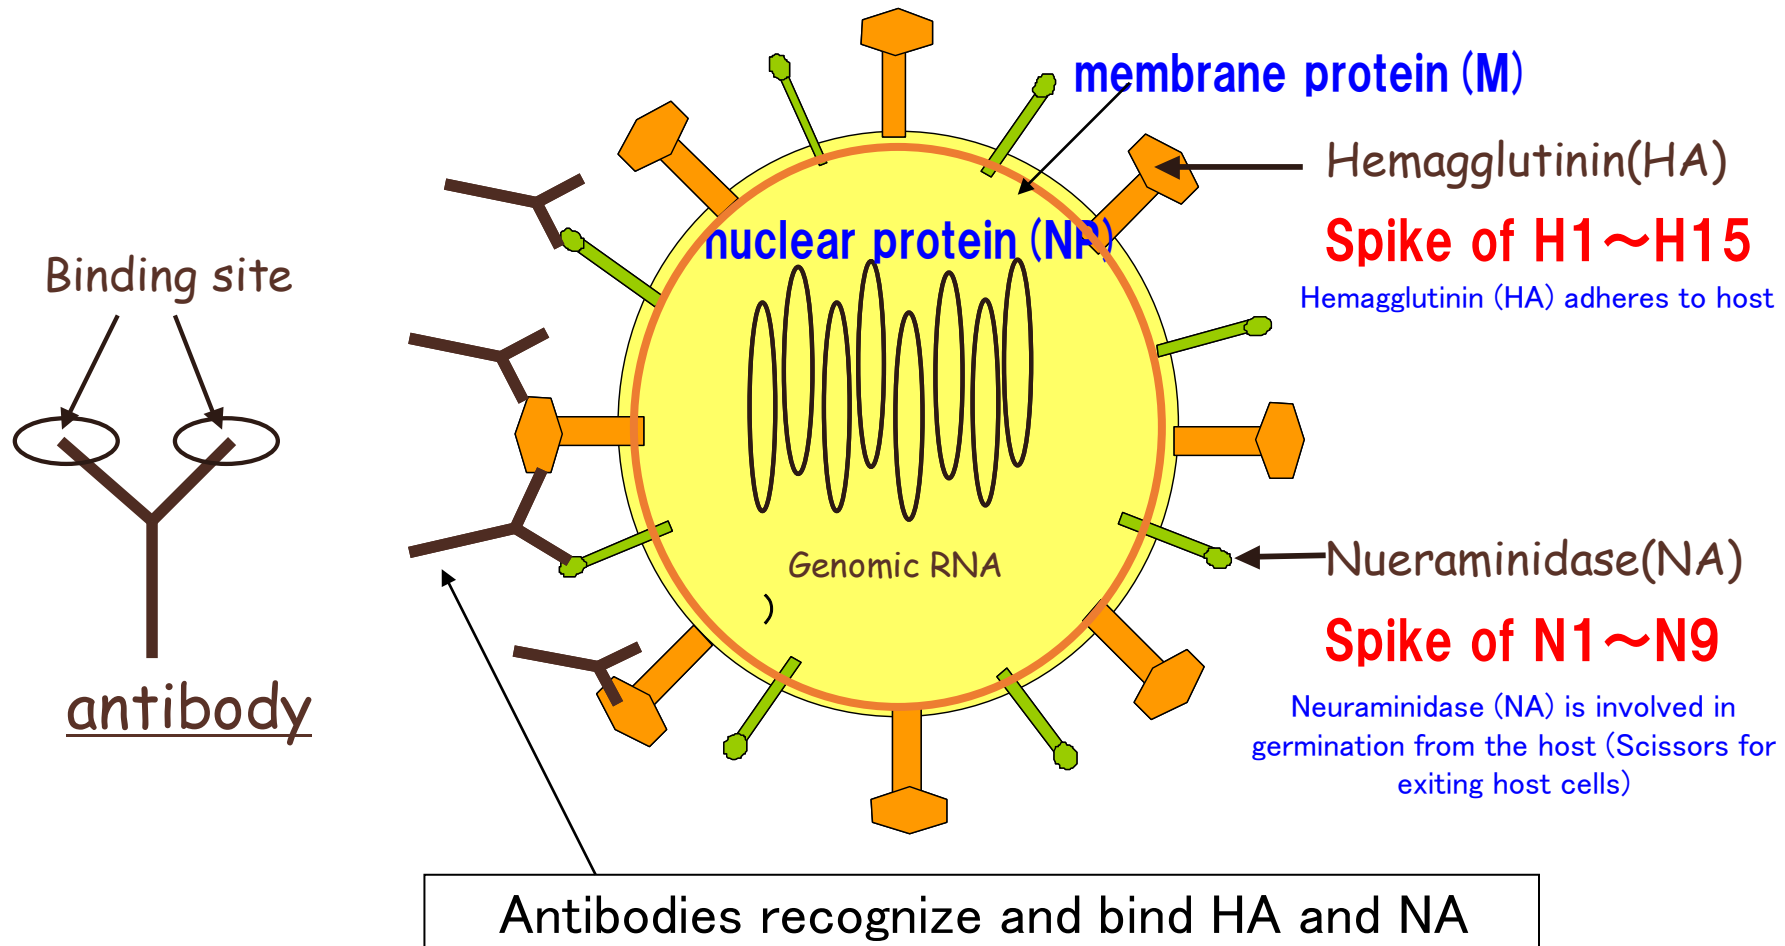 membrane protein (M)
Hemagglutinin(HA)
Spike of H1～H15
Hemagglutinin (HA) adheres to host
nuclear protein (NP)
Binding site
antibody
Genomic RNA
)
Nueraminidase(NA)
Spike of N1～N9
Neuraminidase (NA) is involved in
germination from the host (Scissors for
exiting host cells)
Antibodies recognize and bind HA and NA